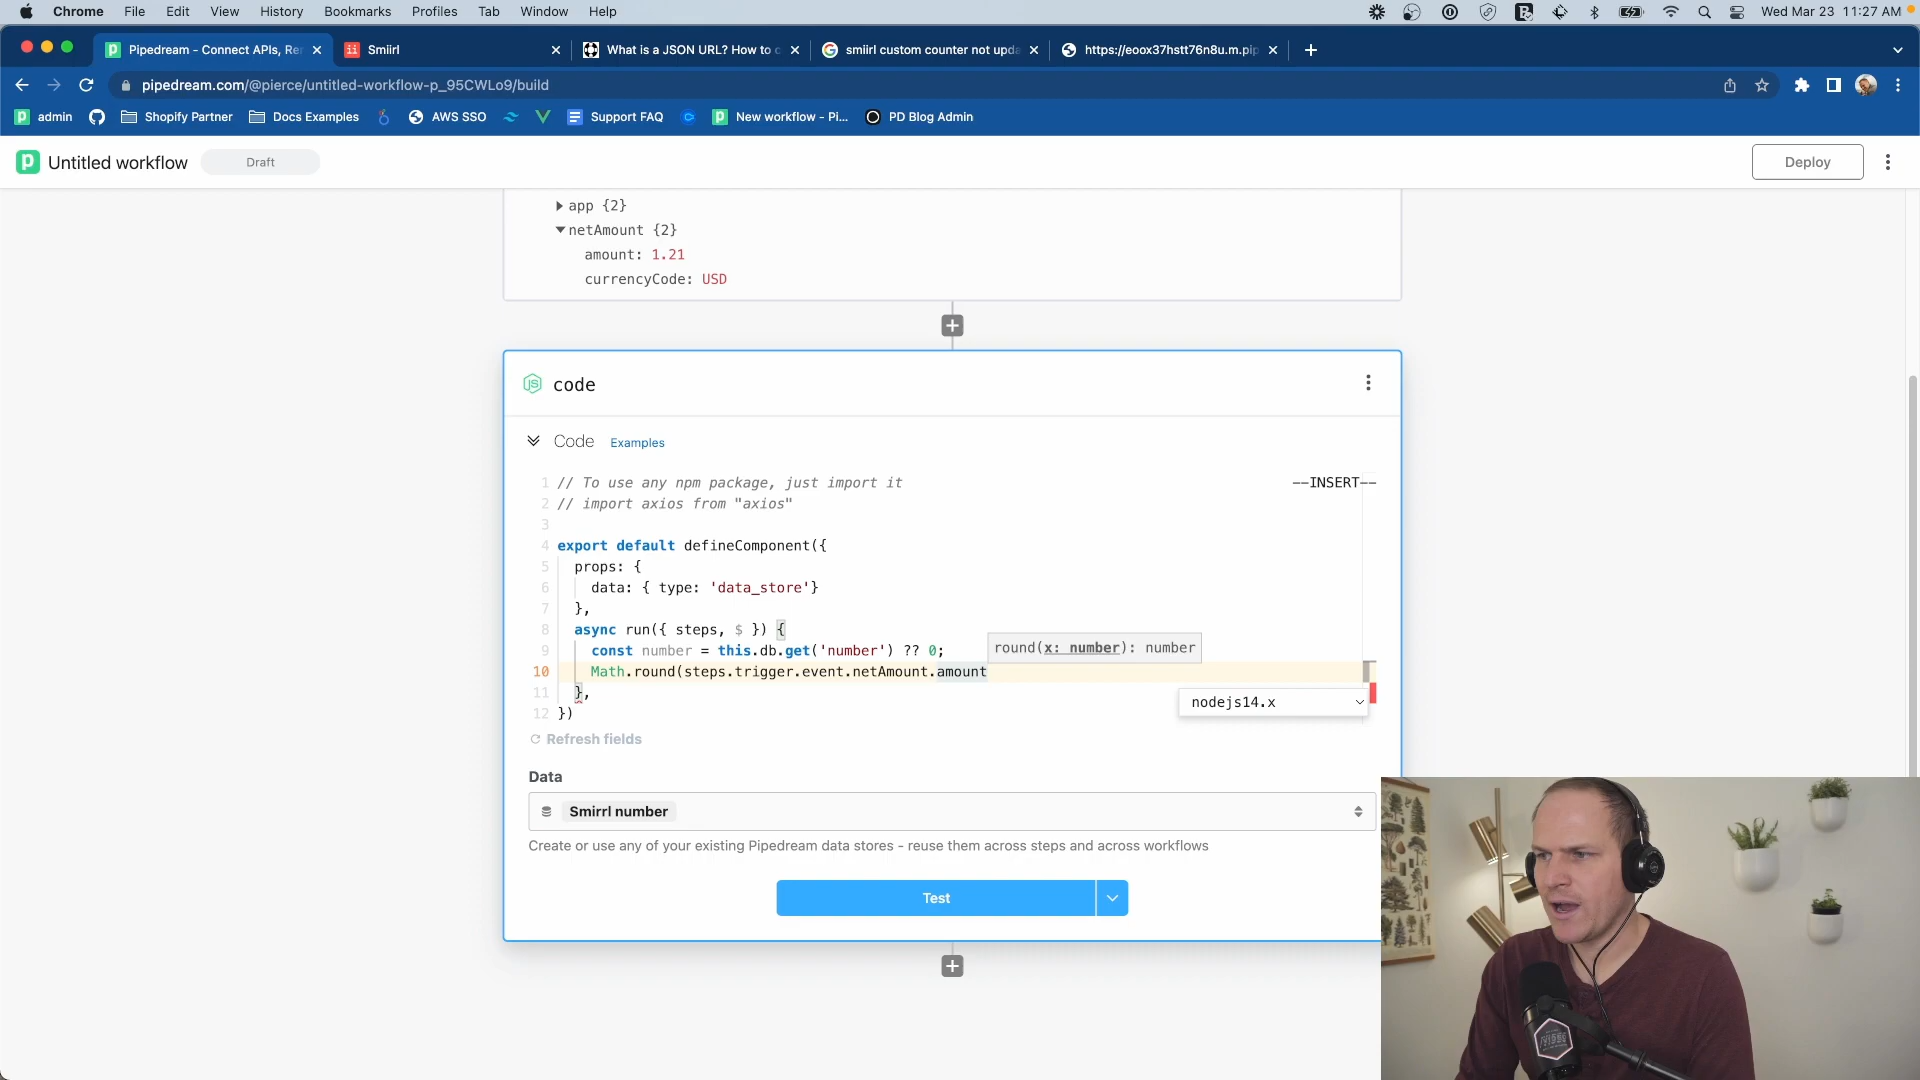 Chrome File Edit View History Bookmarks Profiles Tab Window Help Wed Mar 23 11:27 AM
Pipedream - Connect APIs, Rer Smiirl What is a JSON URL? How to c smiirl custom counter not upda https://eoox37hstt76n8u.m.pip
pipedream.com/@pierce/untitled-workflow-p_95CWLo9/build
admin Shopify Partner Docs Examples AWS SSO Support FAQ New workflow - Pi... PD Blog Admin
Untitled workflow Draft Deploy
app {2}
netAmount {2}
amount: 1.21
currencyCode: USD
code
Code Examples
1 // To use any npm package, just import it --INSERT--
2 // import axios from "axios"
3
4 export default defineComponent({
5 props: {
6 data: { type: 'data_store'}
7 },
8 async run({ steps, $ }) {
9 const number = this.db.get('number') ?? 0; round(x: number): number
10 Math.round(steps.trigger.event.netAmount.amount
11 },
nodejs14.x
12 })
Refresh fields
Data
Smirrl number
Create or use any of your existing Pipedream data stores - reuse them across steps and across workflows
Test